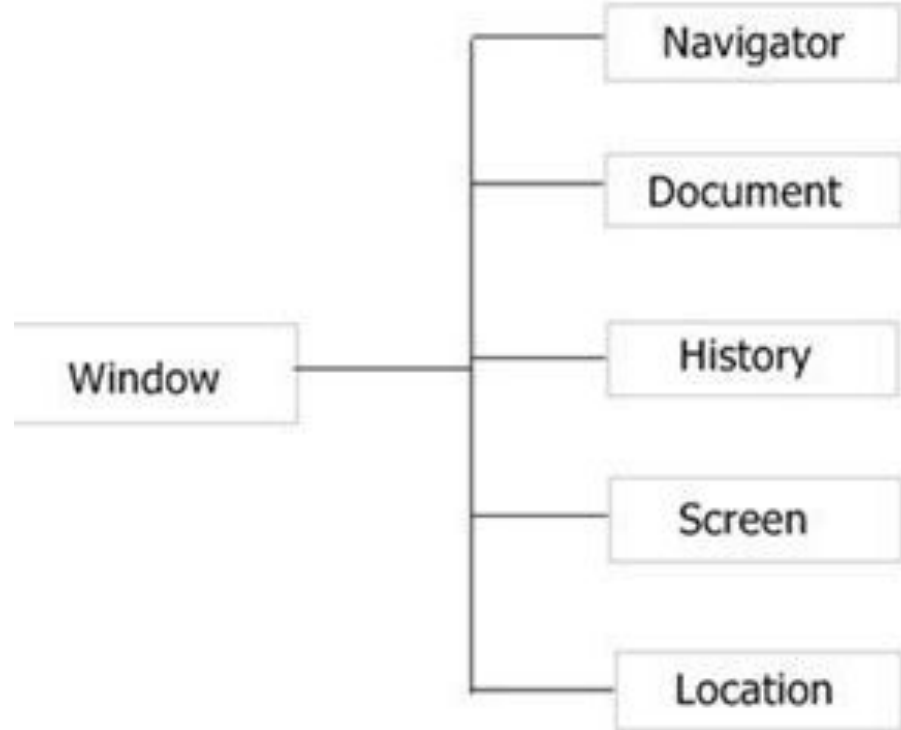 Navigator
Document
Window
History
Screen
Location